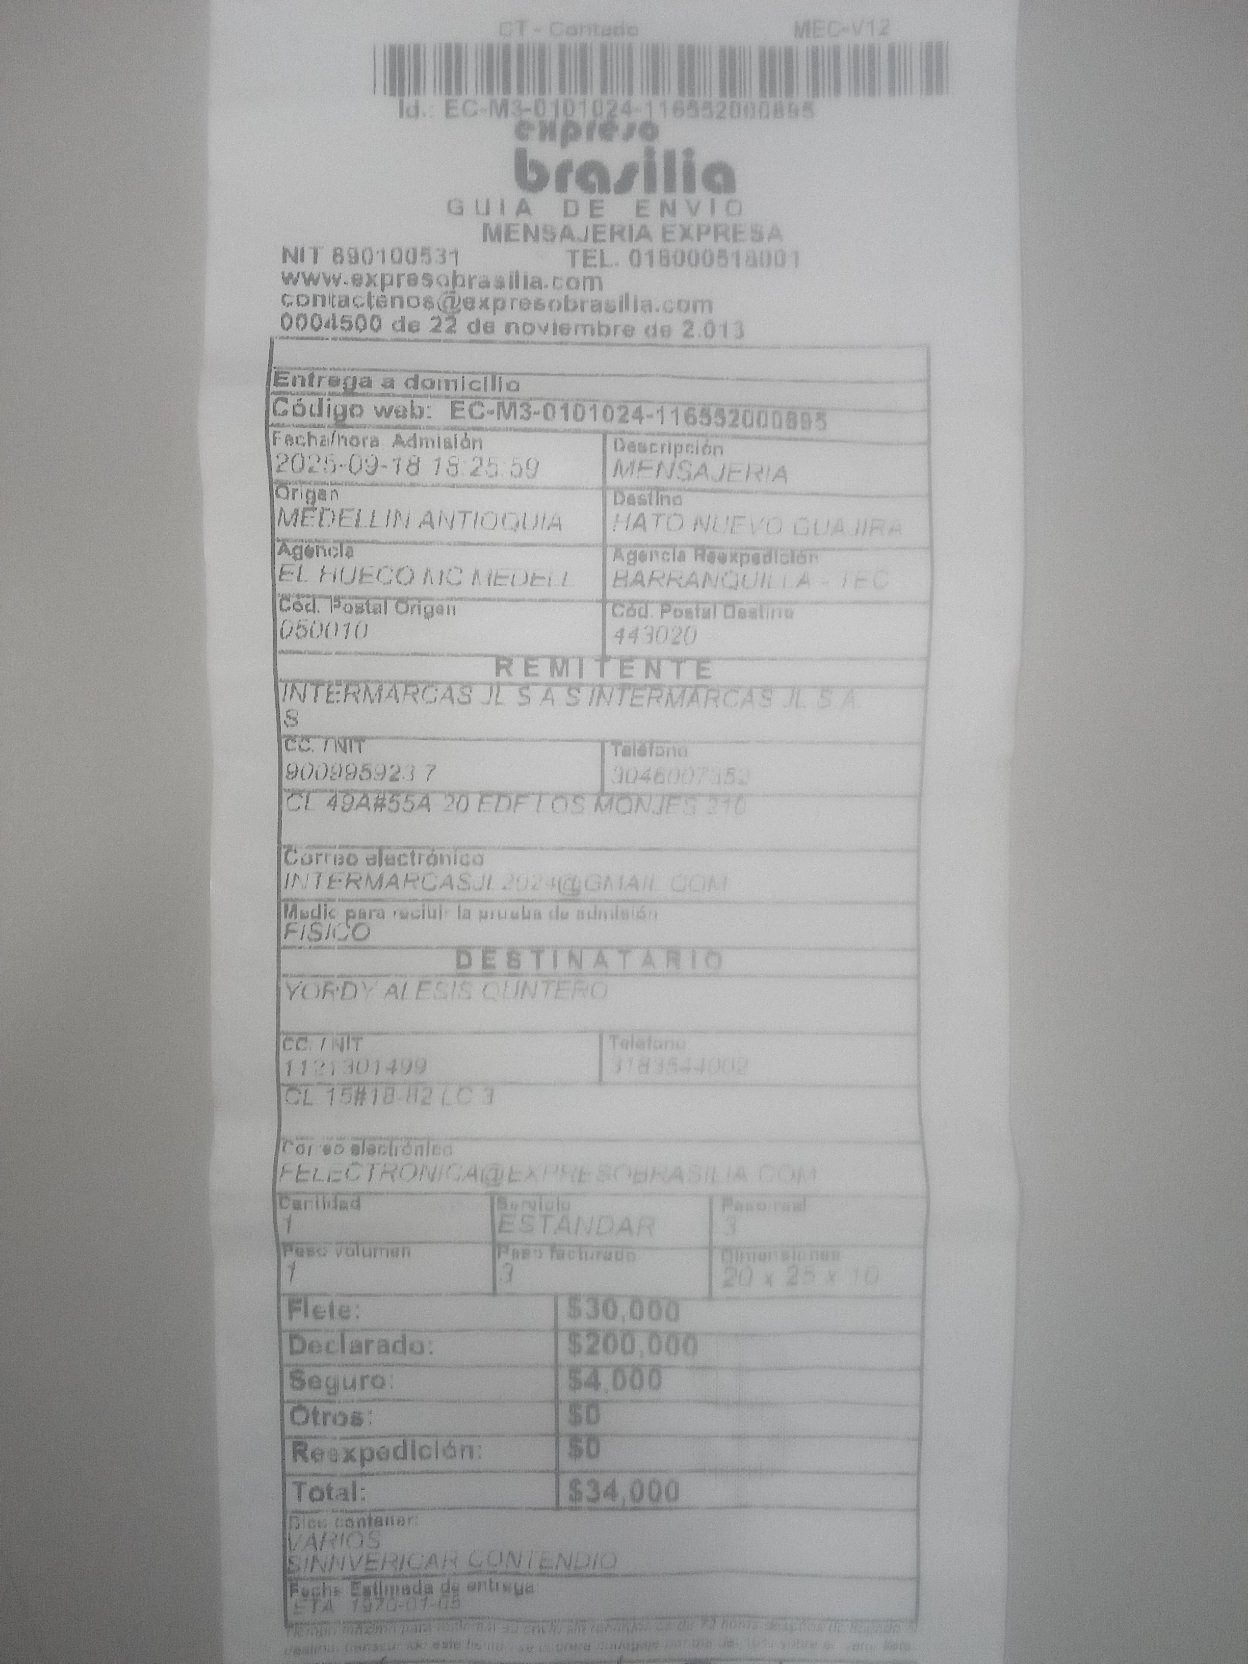 CT - Contado MEC-V12
Id.: EC-M3-0101024-116552000895
expreso
brasilia
GUIA DE ENVIO
MENSAJERIA EXPRESA
NIT 890100531 TEL. 018000518001
www.expresobrasilia.com
contactenos@expresobrasilia.com
0004500 de 22 de noviembre de 2.013
Entrega a domicilio
Código web: EC-M3-0101024-116552000895
Fecha/hora Admisión Descripción
2025-09-18 18:25:59 MENSAJERIA
Origen Destino
MEDELLIN ANTIOQUIA HATO NUEVO GUAJIRA
Agencia Agencia Reexpedición
EL HUECO MC MEDELL BARRANQUILLA - TEC
Cód. Postal Origen Cód. Postal Destino
050010 443020
REMITENTE
INTERMARCAS JL S A S INTERMARCAS JL S A
S
CC. / NIT Teléfono
900995923 7 3046007352
CL 49A#55A 20 EDF LOS MONJES 210
Correo electrónico
INTERMARCASJL2024@GMAIL.COM
Medio para recibir la prueba de admisión
FISICO
DESTINATARIO
YORDY ALESIS QUNTERO
CC. / NIT Teléfono
1121301499 3183544002
CL 15#18-82 LC 3
Correo electrónico
FELECTRONICA@EXPRESOBRASILIA.COM
Cantidad Servicio Peso real
1 ESTANDAR 3
Peso volumen Peso facturado Dimensiones
1 3 20 x 25 x 10
Flete: $30,000
Declarado: $200,000
Seguro: $4,000
Otros: $0
Reexpedición: $0
Total: $34,000
Dice contener:
VARIOS
SINNVERICAR CONTENDIO
Fecha Estimada de entrega
ETA 1970-01-05